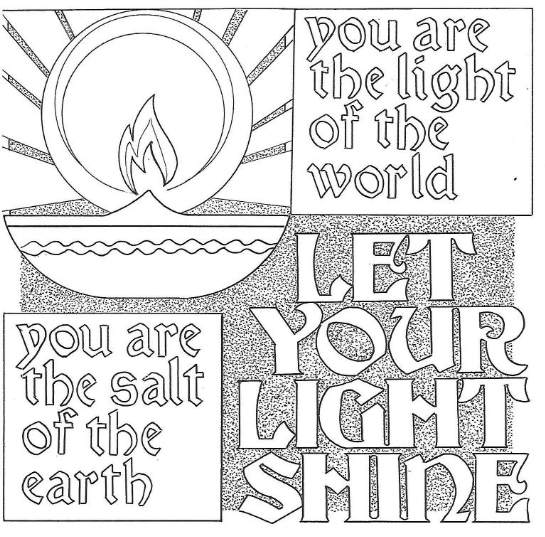 you are
the light
of the
world
LET
YOUR
LIGHT
SHINE
you are
the salt
of the
earth